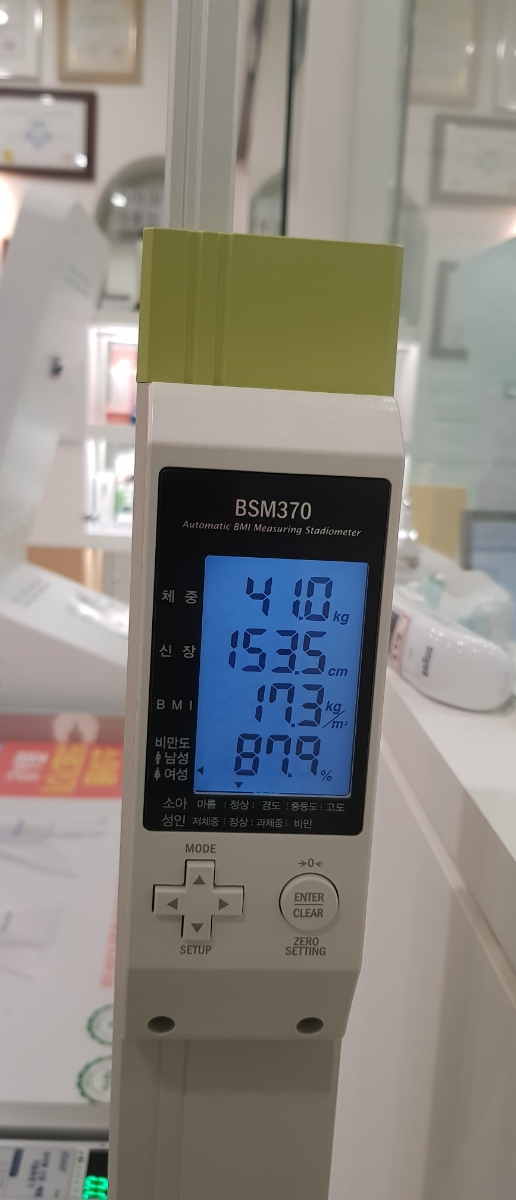 BSM370
Automatic BMI Measuring Stadiometer
체 중 41.0 kg
신 장 153.5 cm
BMI 17.3 kg/m²
비만도
남성 87.9 %
여성
소아 마름 정상 경도 중등도 고도
성인 저체중 정상 과체중 비만
MODE
→0←
ENTER
CLEAR
SETUP
ZERO
SETTING